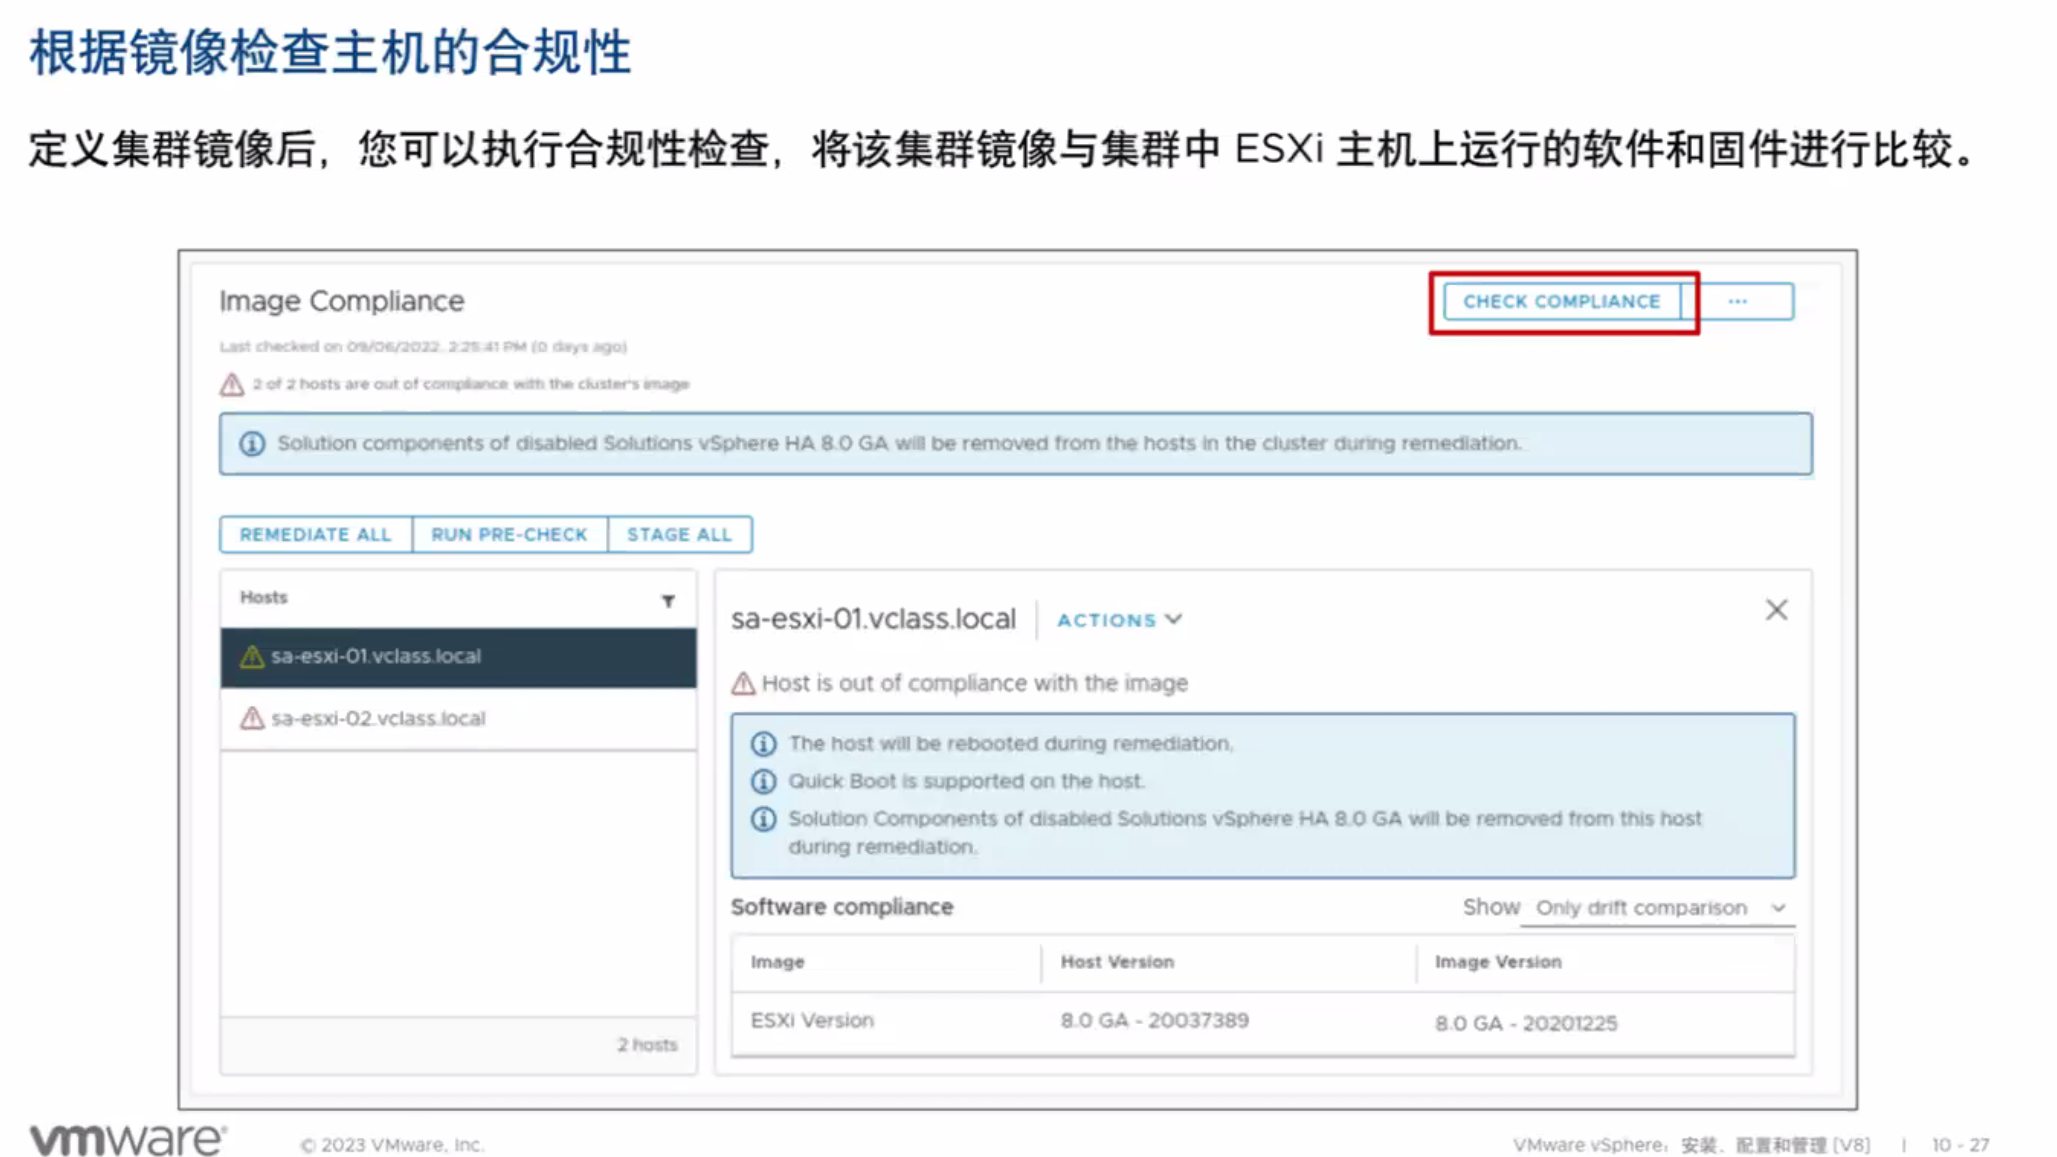 根据镜像检查主机的合规性
定义集群镜像后，您可以执行合规性检查，将该集群镜像与集群中 ESXi 主机上运行的软件和固件进行比较。
Image Compliance
CHECK COMPLIANCE
...
Last checked on 09/06/2022, 2:25:41 PM (0 days ago)
2 of 2 hosts are out of compliance with the cluster's image
Solution components of disabled Solutions vSphere HA 8.0 GA will be removed from the hosts in the cluster during remediation.
REMEDIATE ALL RUN PRE-CHECK STAGE ALL
Hosts
sa-esxi-01.vclass.local
sa-esxi-02.vclass.local
2 hosts
sa-esxi-01.vclass.local ACTIONS
Host is out of compliance with the image
The host will be rebooted during remediation.
Quick Boot is supported on the host.
Solution Components of disabled Solutions vSphere HA 8.0 GA will be removed from this host
during remediation.
Software compliance Show Only drift comparison
Image Host Version Image Version
ESXi Version 8.0 GA - 20037389 8.0 GA - 20201225
vmware® © 2023 VMware, Inc. VMware vSphere：安装、配置和管理 [V8] | 10 - 27